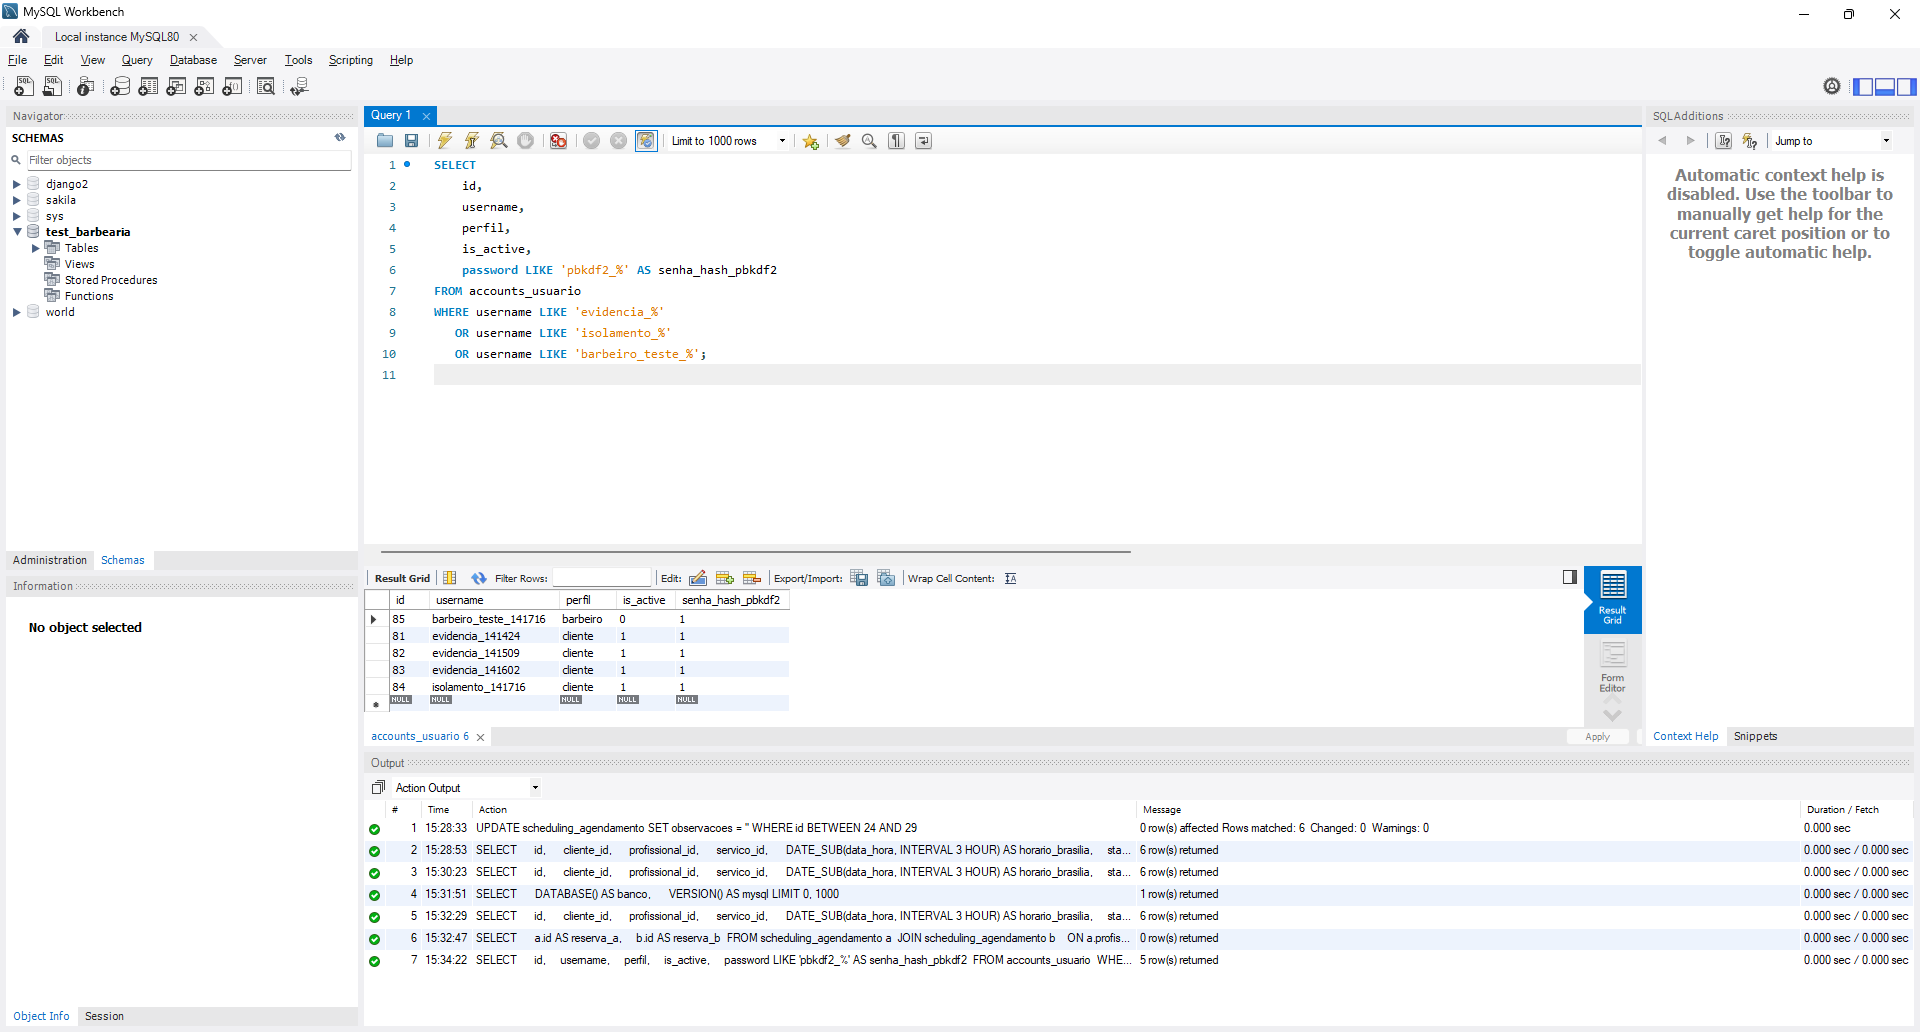 MySQL Workbench
Local instance MySQL80
File Edit View Query Database Server Tools Scripting Help
Navigator
SCHEMAS
Filter objects
django2
sakila
sys
test_barbearia
Tables
Views
Stored Procedures
Functions
world
Administration Schemas
Information
No object selected
Object Info Session
Query 1
Limit to 1000 rows
1 SELECT
2 id,
3 username,
4 perfil,
5 is_active,
6 password LIKE 'pbkdf2_%' AS senha_hash_pbkdf2
7 FROM accounts_usuario
8 WHERE username LIKE 'evidencia_%'
9 OR username LIKE 'isolamento_%'
10 OR username LIKE 'barbeiro_teste_%';
11
Result Grid Filter Rows: Edit: Export/Import: Wrap Cell Content:
id username perfil is_active senha_hash_pbkdf2
85 barbeiro_teste_141716 barbeiro 0 1
81 evidencia_141424 cliente 1 1
82 evidencia_141509 cliente 1 1
83 evidencia_141602 cliente 1 1
84 isolamento_141716 cliente 1 1
NULL NULL NULL NULL NULL
Result
Grid
Form
Editor
accounts_usuario 6
Apply
SQLAdditions
Jump to
Automatic context help is
disabled. Use the toolbar to
manually get help for the
current caret position or to
toggle automatic help.
Context Help Snippets
Output
Action Output
# Time Action Message Duration / Fetch
1 15:28:33 UPDATE scheduling_agendamento SET observacoes = '' WHERE id BETWEEN 24 AND 29 0 row(s) affected Rows matched: 6 Changed: 0 Warnings: 0 0.000 sec
2 15:28:53 SELECT id, cliente_id, profissional_id, servico_id, DATE_SUB(data_hora, INTERVAL 3 HOUR) AS horario_brasilia, sta... 6 row(s) returned 0.000 sec / 0.000 sec
3 15:30:23 SELECT id, cliente_id, profissional_id, servico_id, DATE_SUB(data_hora, INTERVAL 3 HOUR) AS horario_brasilia, sta... 6 row(s) returned 0.000 sec / 0.000 sec
4 15:31:51 SELECT DATABASE() AS banco, VERSION() AS mysql LIMIT 0, 1000 1 row(s) returned 0.000 sec / 0.000 sec
5 15:32:29 SELECT id, cliente_id, profissional_id, servico_id, DATE_SUB(data_hora, INTERVAL 3 HOUR) AS horario_brasilia, sta... 6 row(s) returned 0.000 sec / 0.000 sec
6 15:32:47 SELECT a.id AS reserva_a, b.id AS reserva_b FROM scheduling_agendamento a JOIN scheduling_agendamento b ON a.profis... 0 row(s) returned 0.000 sec / 0.000 sec
7 15:34:22 SELECT id, username, perfil, is_active, password LIKE 'pbkdf2_%' AS senha_hash_pbkdf2 FROM accounts_usuario WHE... 5 row(s) returned 0.000 sec / 0.000 sec